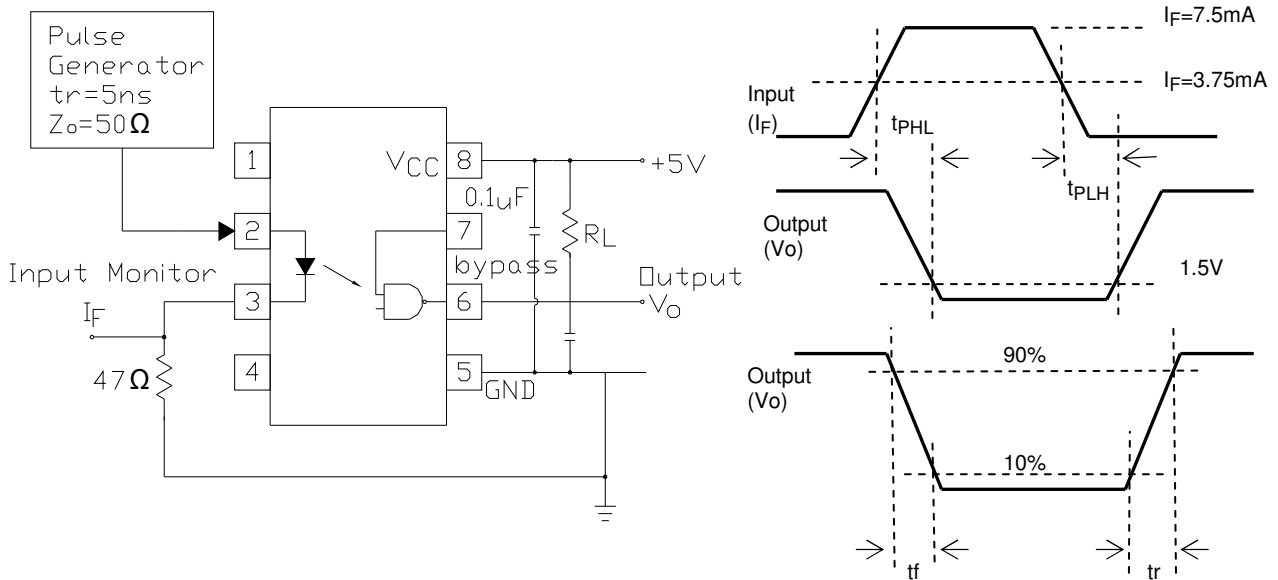 Pulse
Generator
tr=5ns
Zo=50Ω
1
VCC 8
+5V
0.1uF
2
7
RL
Input Monitor
bypass
Output
3
6
Vo
IF
47Ω
4
5
GND
IF=7.5mA
IF=3.75mA
Input
(IF)
tPHL
tPLH
Output
(Vo)
1.5V
90%
Output
(Vo)
10%
tf
tr